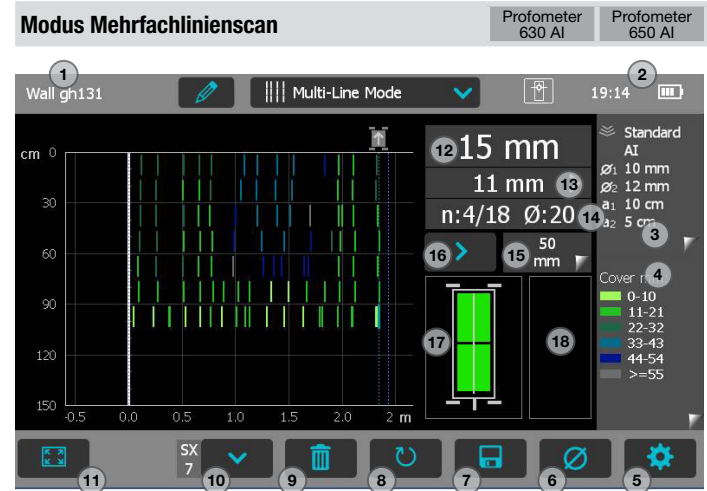 Modus Mehrfachlinienscan
Profometer
630 AI
Profometer
650 AI
1
2
Wall gh131
Multi-Line Mode
19:14
cm
0
30
60
90
120
150
-0.5
0.0
0.5
1.0
1.5
2.0
2
m
12
15 mm
11 mm
13
n:4/18 Ø:20
14
16
15
50
mm
17
18
Standard
AI
ø1 10 mm
ø2 12 mm
a1 10 cm
a2 5 cm
3
4
Cover m
0-10
11-21
22-32
33-43
44-54
>=55
SX
7
11
10
9
8
7
6
5